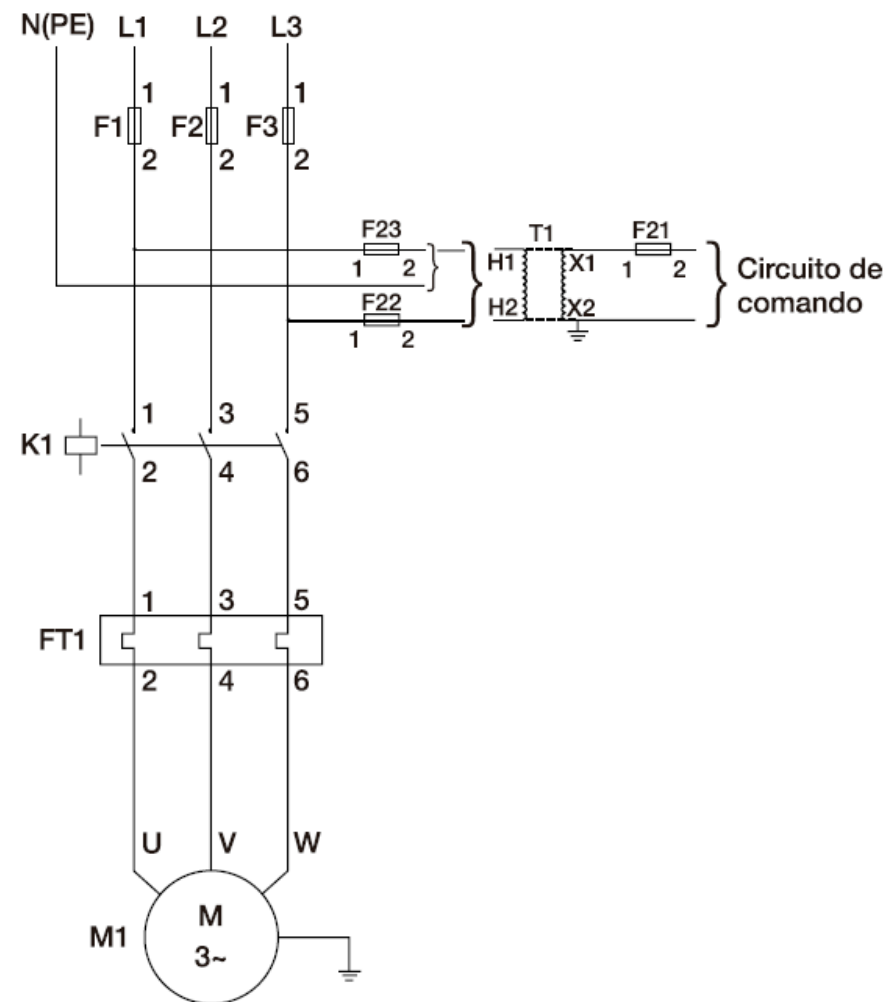 N(PE) L1 L2 L3
1 1 1
F1 F2 F3
2 2 2
F23 T1 F21
1 2 H1 X1 1 2
Circuito de
comando
F22 H2 X2
1 2
1 3 5
K1
2 4 6
1 3 5
FT1
2 4 6
U V W
M
M1
3~